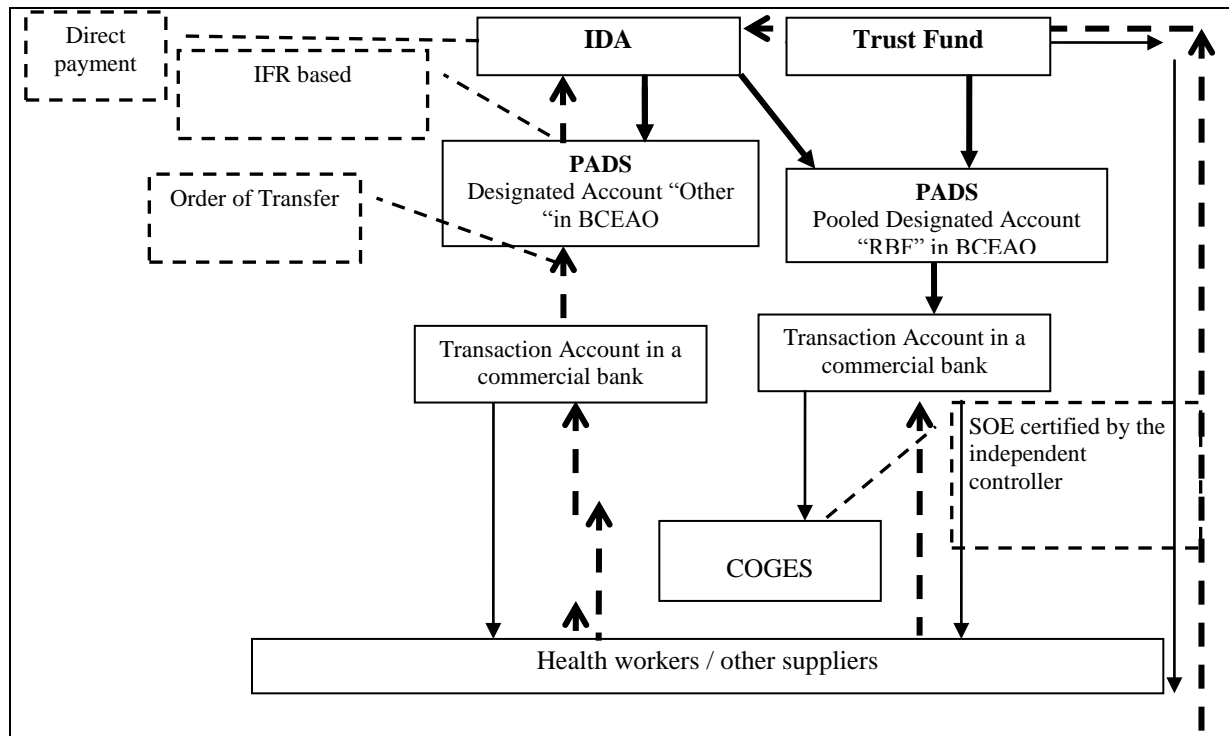 Direct
payment
IDA
Trust Fund
IFR based
PADS
Designated Account “Other
“in BCEAO
Order of Transfer
PADS
Pooled Designated Account
“RBF” in BCEAO
Transaction Account in a
commercial bank
Transaction Account in a
commercial bank
SOE certified by the
independent
controller
COGES
Health workers / other suppliers